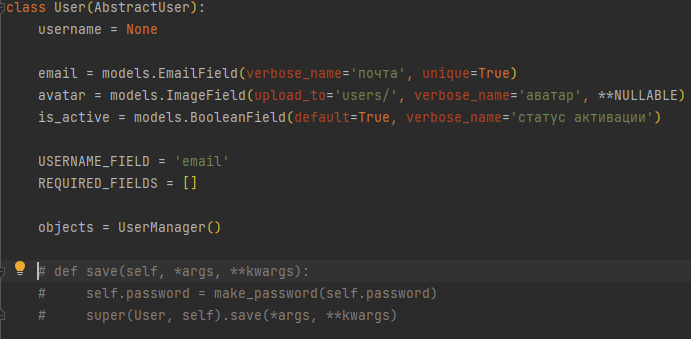 class User(AbstractUser):
    username = None
    email = models.EmailField(verbose_name='почта', unique=True)
    avatar = models.ImageField(upload_to='users/', verbose_name='аватар', **NULLABLE)
    is_active = models.BooleanField(default=True, verbose_name='статус активации')
    USERNAME_FIELD = 'email'
    REQUIRED_FIELDS = []
    objects = UserManager()
    # def save(self, *args, **kwargs):
    #     self.password = make_password(self.password)
    #     super(User, self).save(*args, **kwargs)